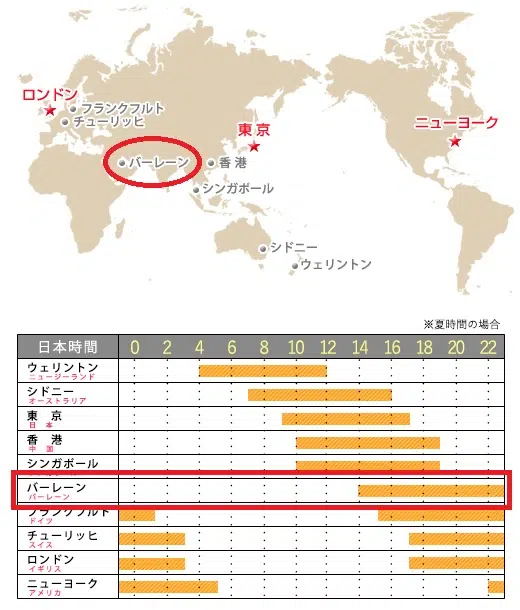 ロンドン
フランクフルト
チューリッヒ
東京
ニューヨーク
バーレーン
香港
シンガポール
シドニー
ウェリントン
※夏時間の場合
日本時間 0 2 4 6 8 10 12 14 16 18 20 22
ウェリントン
ニュージーランド
シドニー
オーストラリア
東 京
日 本
香 港
中 国
シンガポール
バーレーン
バーレーン
フランクフルト
ドイツ
チューリッヒ
スイス
ロンドン
イギリス
ニューヨーク
アメリカ